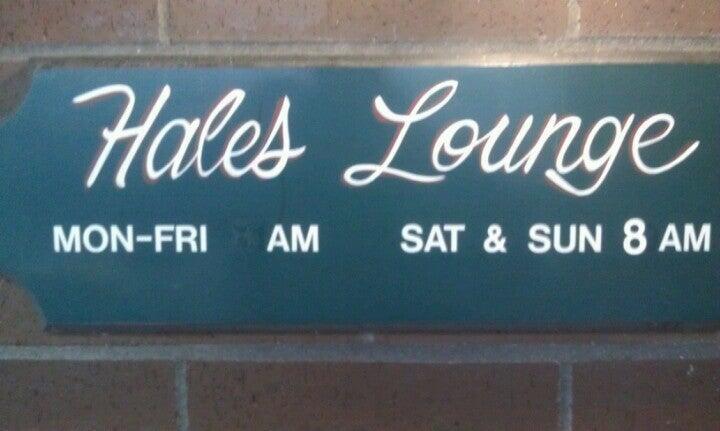 Hales Lounge
MON-FRI AM SAT & SUN 8 AM